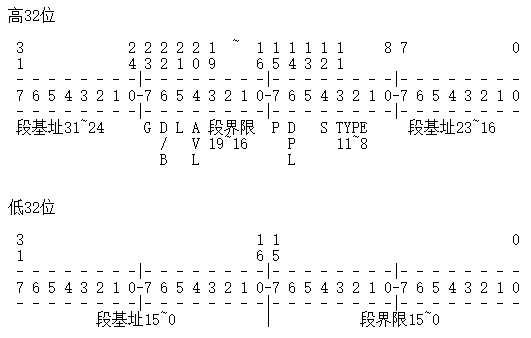 高32位
3 2 2 2 2 2 1 ~ 1 1 1 1 1 1 8 7 0
1 4 3 2 1 0 9 6 5 4 3 2 1
- - - - - - - -|- - - - - - - -|- - - - - - - -|- - - - - - - -
7 6 5 4 3 2 1 0-7 6 5 4 3 2 1 0-7 6 5 4 3 2 1 0-7 6 5 4 3 2 1 0
- - - - - - - -|- - - - - - - -|- - - - - - - -|- - - - - - - -
段基址31~24 G D L A 段界限 P D S TYPE 段基址23~16
/ V 19~16 P 11~8
B L L
低32位
3 1 1 0
1 6 5
- - - - - - - -|- - - - - - - -|- - - - - - - -|- - - - - - - -
7 6 5 4 3 2 1 0-7 6 5 4 3 2 1 0-7 6 5 4 3 2 1 0-7 6 5 4 3 2 1 0
- - - - - - - -|- - - - - - - -|- - - - - - - -|- - - - - - - -
段基址15~0 | 段界限15~0